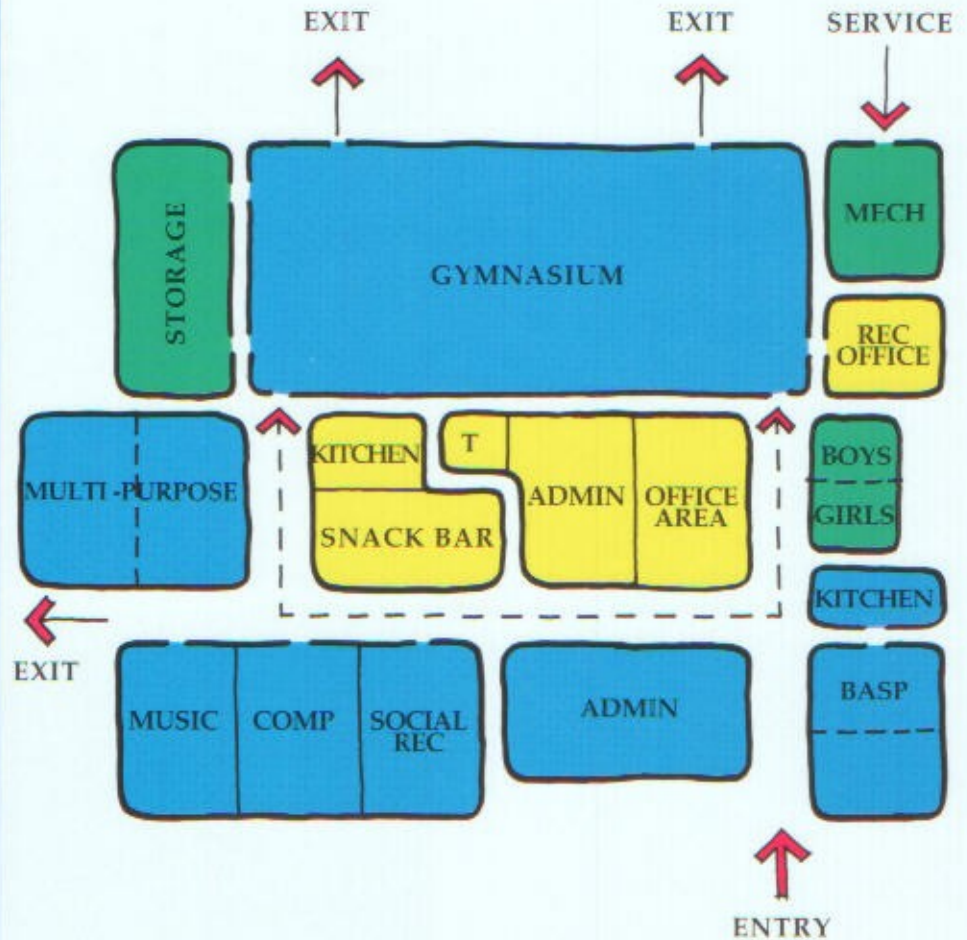 EXIT
EXIT
SERVICE
STORAGE
GYMNASIUM
MECH
REC
OFFICE
MULTI-PURPOSE
KITCHEN
SNACK BAR
T
ADMIN
OFFICE
AREA
BOYS
GIRLS
KITCHEN
EXIT
MUSIC
COMP
SOCIAL
REC
ADMIN
BASP
ENTRY